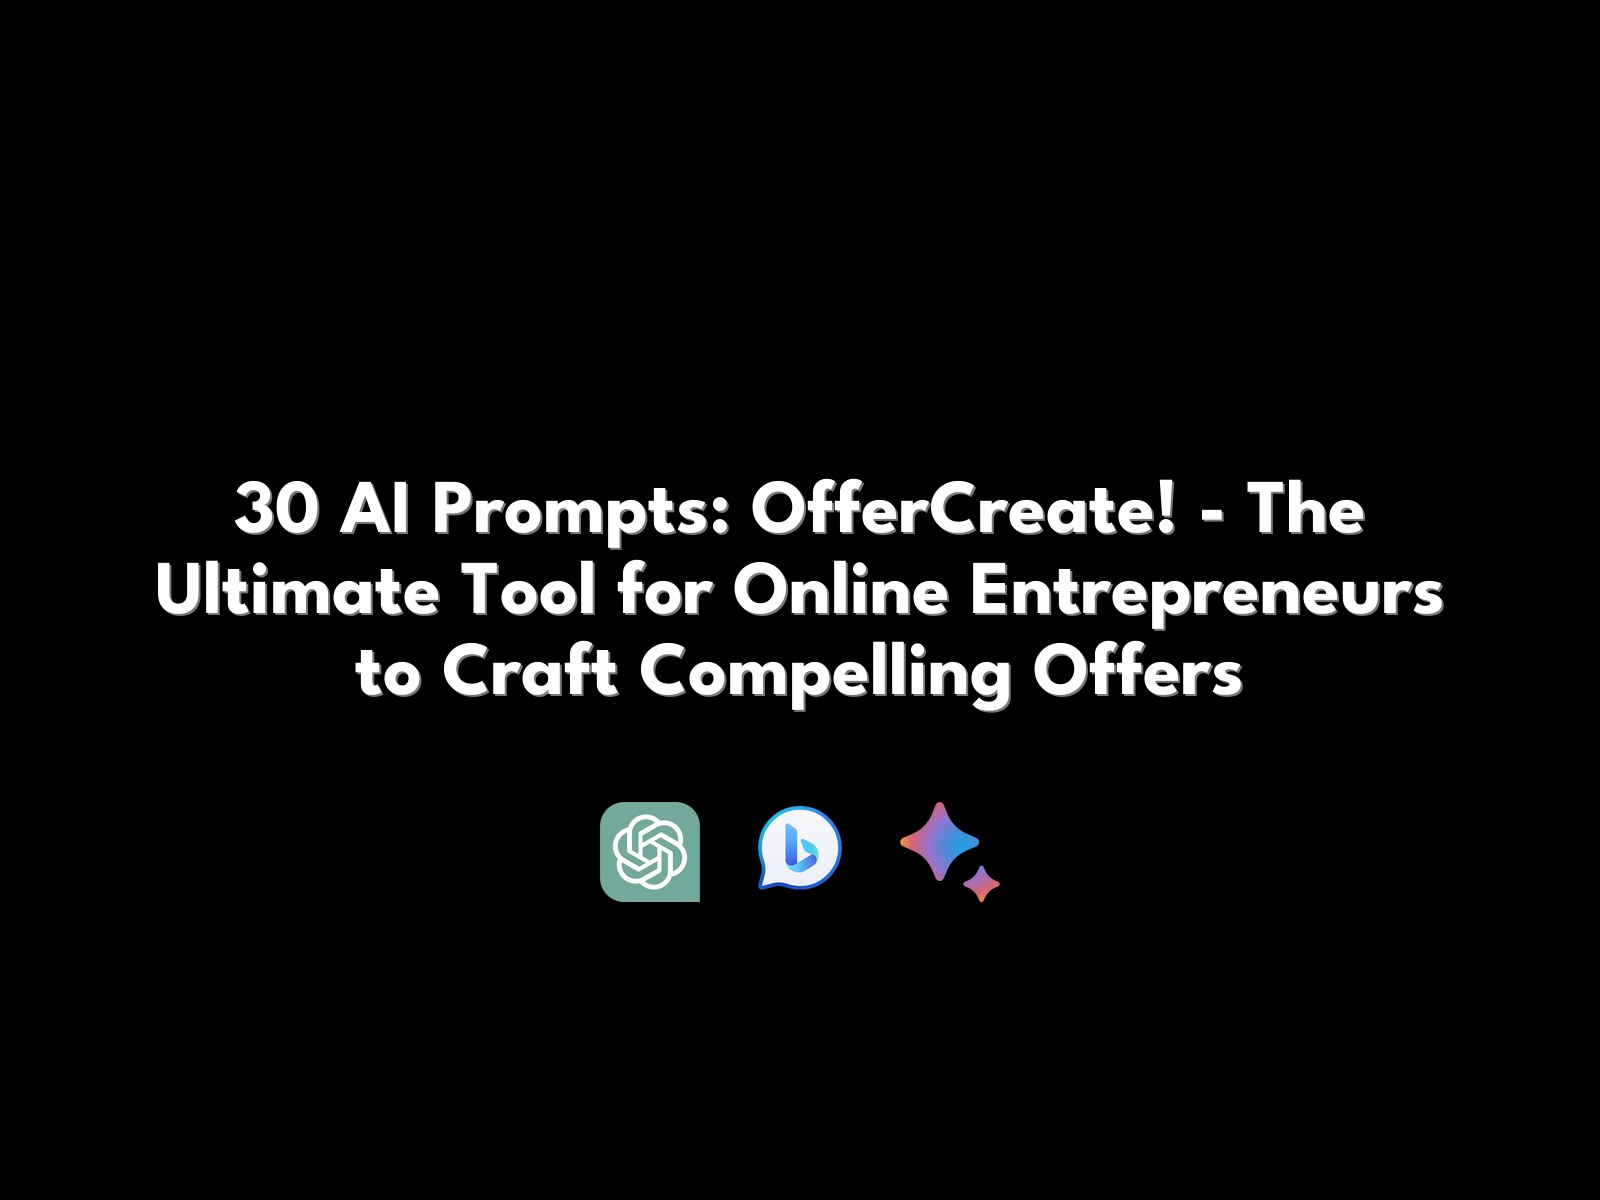 30 AI Prompts: OfferCreate! - The
Ultimate Tool for Online Entrepreneurs
to Craft Compelling Offers